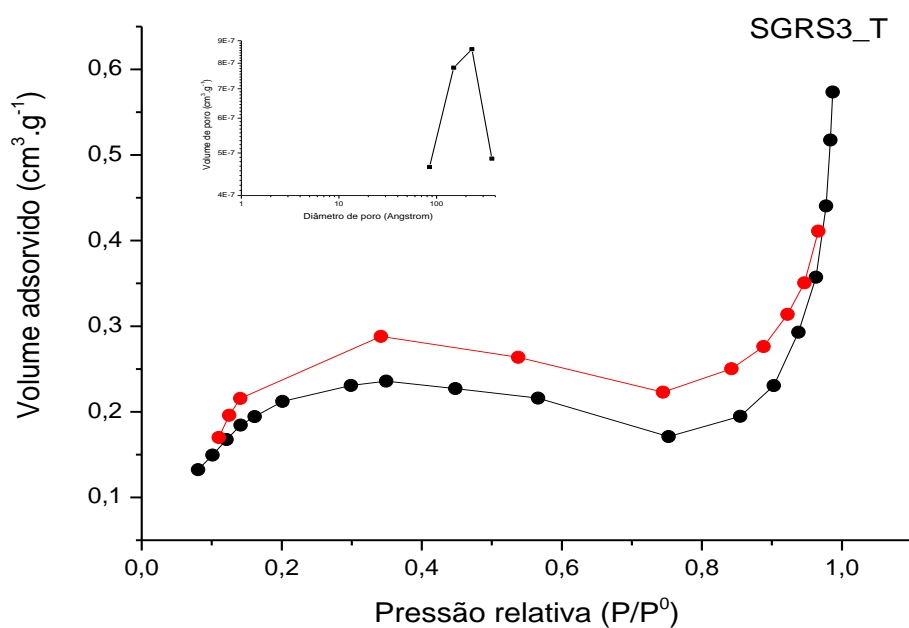 SGRS3_T
9E-7
8E-7
7E-7
6E-7
5E-7
4E-7
1
10
100
Volume de poro (cm³.g⁻¹)
Diâmetro de poro (Angstrom)
0,6
0,5
0,4
0,3
0,2
0,1
Volume adsorvido (cm³.g⁻¹)
0,0
0,2
0,4
0,6
0,8
1,0
Pressão relativa (P/P⁰)